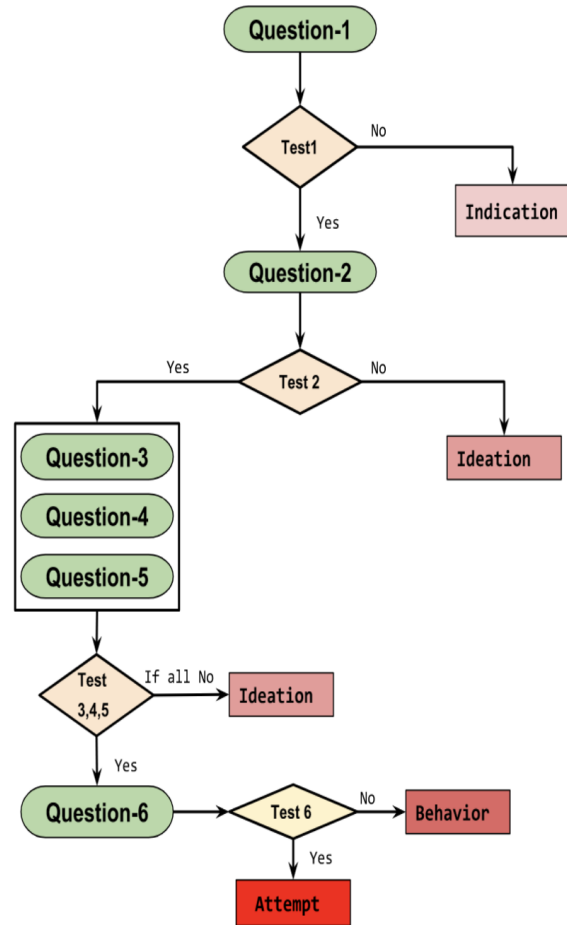 Question-1
Test1
No
Indication
Yes
Question-2
Test 2
Yes
No
Ideation
Question-3
Question-4
Question-5
Test
3,4,5
If all No
Ideation
Yes
Question-6
Test 6
No
Behavior
Yes
Attempt